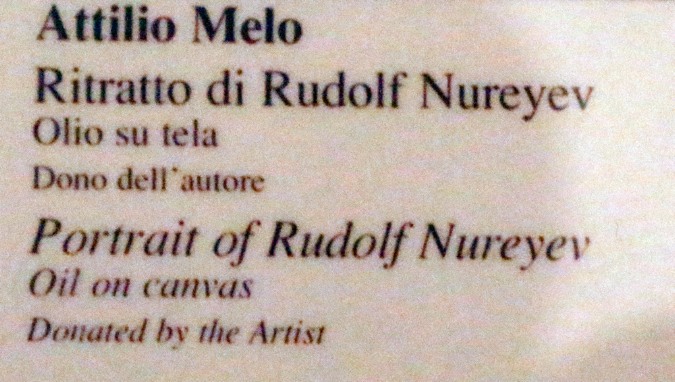 Attilio Melo
Ritratto di Rudolf Nureyev
Olio su tela
Dono dell'autore
Portrait of Rudolf Nureyev
Oil on canvas
Donated by the Artist